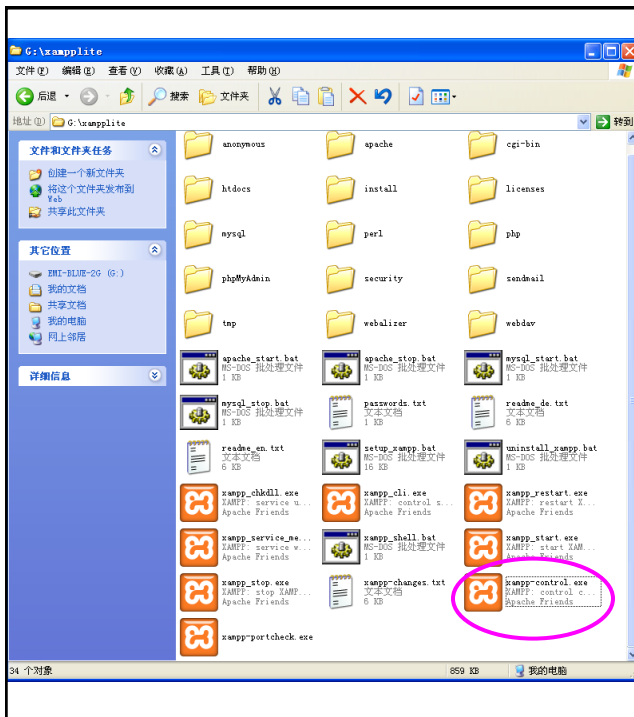 G:\xampplite
文件(F) 编辑(E) 查看(V) 收藏(A) 工具(T) 帮助(H)
后退 搜索 文件夹
地址(D) G:\xampplite 转到
文件和文件夹任务
创建一个新文件夹
将这个文件夹发布到
Web
共享此文件夹
其它位置
EMI-BLUE-2G (G:)
我的文档
共享文档
我的电脑
网上邻居
详细信息
anonymous apache cgi-bin
htdocs install licenses
mysql perl php
phpMyAdmin security sendmail
tmp webalizer webdav
apache_start.bat apache_stop.bat mysql_start.bat
MS-DOS 批处理文件 MS-DOS 批处理文件 MS-DOS 批处理文件
1 KB 1 KB 1 KB
mysql_stop.bat passwords.txt readme_de.txt
MS-DOS 批处理文件 文本文档 文本文档
1 KB 1 KB 6 KB
readme_en.txt setup_xampp.bat uninstall_xampp.bat
文本文档 MS-DOS 批处理文件 MS-DOS 批处理文件
6 KB 16 KB 1 KB
xampp_chkdll.exe xampp_cli.exe xampp_restart.exe
XAMPP: service u... XAMPP: control s... XAMPP: restart X...
Apache Friends Apache Friends Apache Friends
xampp_service_me... xampp_shell.bat xampp_start.exe
XAMPP: service w... MS-DOS 批处理文件 XAMPP: start XAM...
Apache Friends 1 KB Apache Friends
xampp_stop.exe xampp-changes.txt xampp-control.exe
XAMPP: stop XAMP... 文本文档 XAMPP: control c...
Apache Friends 6 KB Apache Friends
xampp-portcheck.exe
34 个对象 859 KB 我的电脑